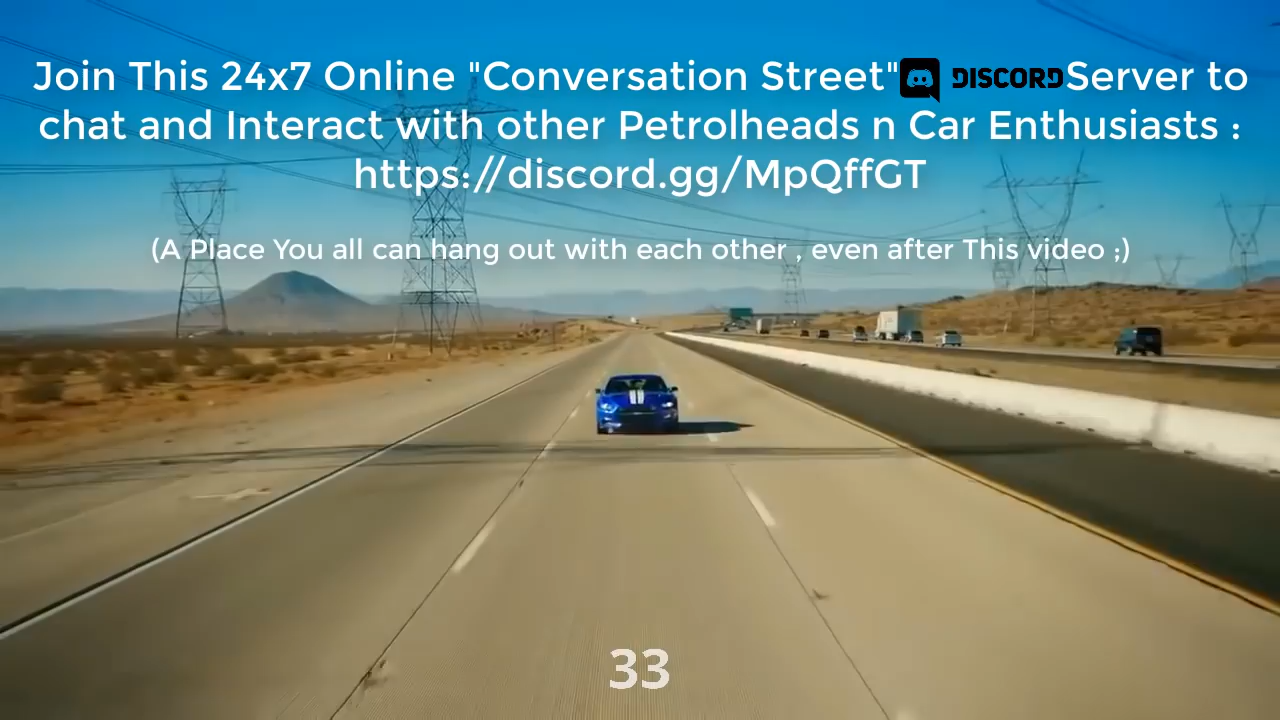 Join This 24x7 Online "Conversation Street" DISCORD Server to
chat and Interact with other Petrolheads n Car Enthusiasts :
https://discord.gg/MpQffGT
(A Place You all can hang out with each other , even after This video ;)
33